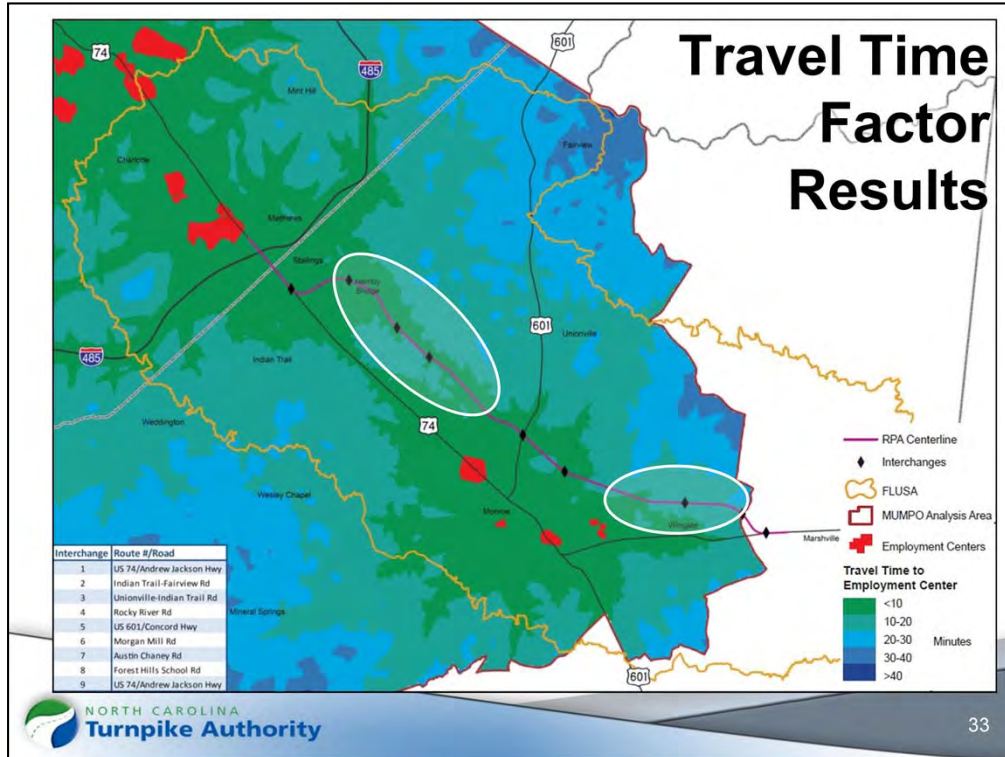 Travel Time
Factor
Results
74
601
485
Mint Hill
Fairview
Charlotte
Matthews
Stallings
Hemby
Bridge
601
Unionville
485
Indian Trail
74
Weddington
Wesley Chapel
Monroe
Wingate
Marshville
Mineral Springs
601
RPA Centerline
Interchanges
FLUSA
MUMPO Analysis Area
Employment Centers
Travel Time to
Employment Center
<10
10-20
20-30 Minutes
30-40
>40
Interchange Route #/Road
1 US 74/Andrew Jackson Hwy
2 Indian Trail-Fairview Rd
3 Unionville-Indian Trail Rd
4 Rocky River Rd
5 US 601/Concord Hwy
6 Morgan Mill Rd
7 Austin Chaney Rd
8 Forest Hills School Rd
9 US 74/Andrew Jackson Hwy
NORTH CAROLINA
Turnpike Authority
33